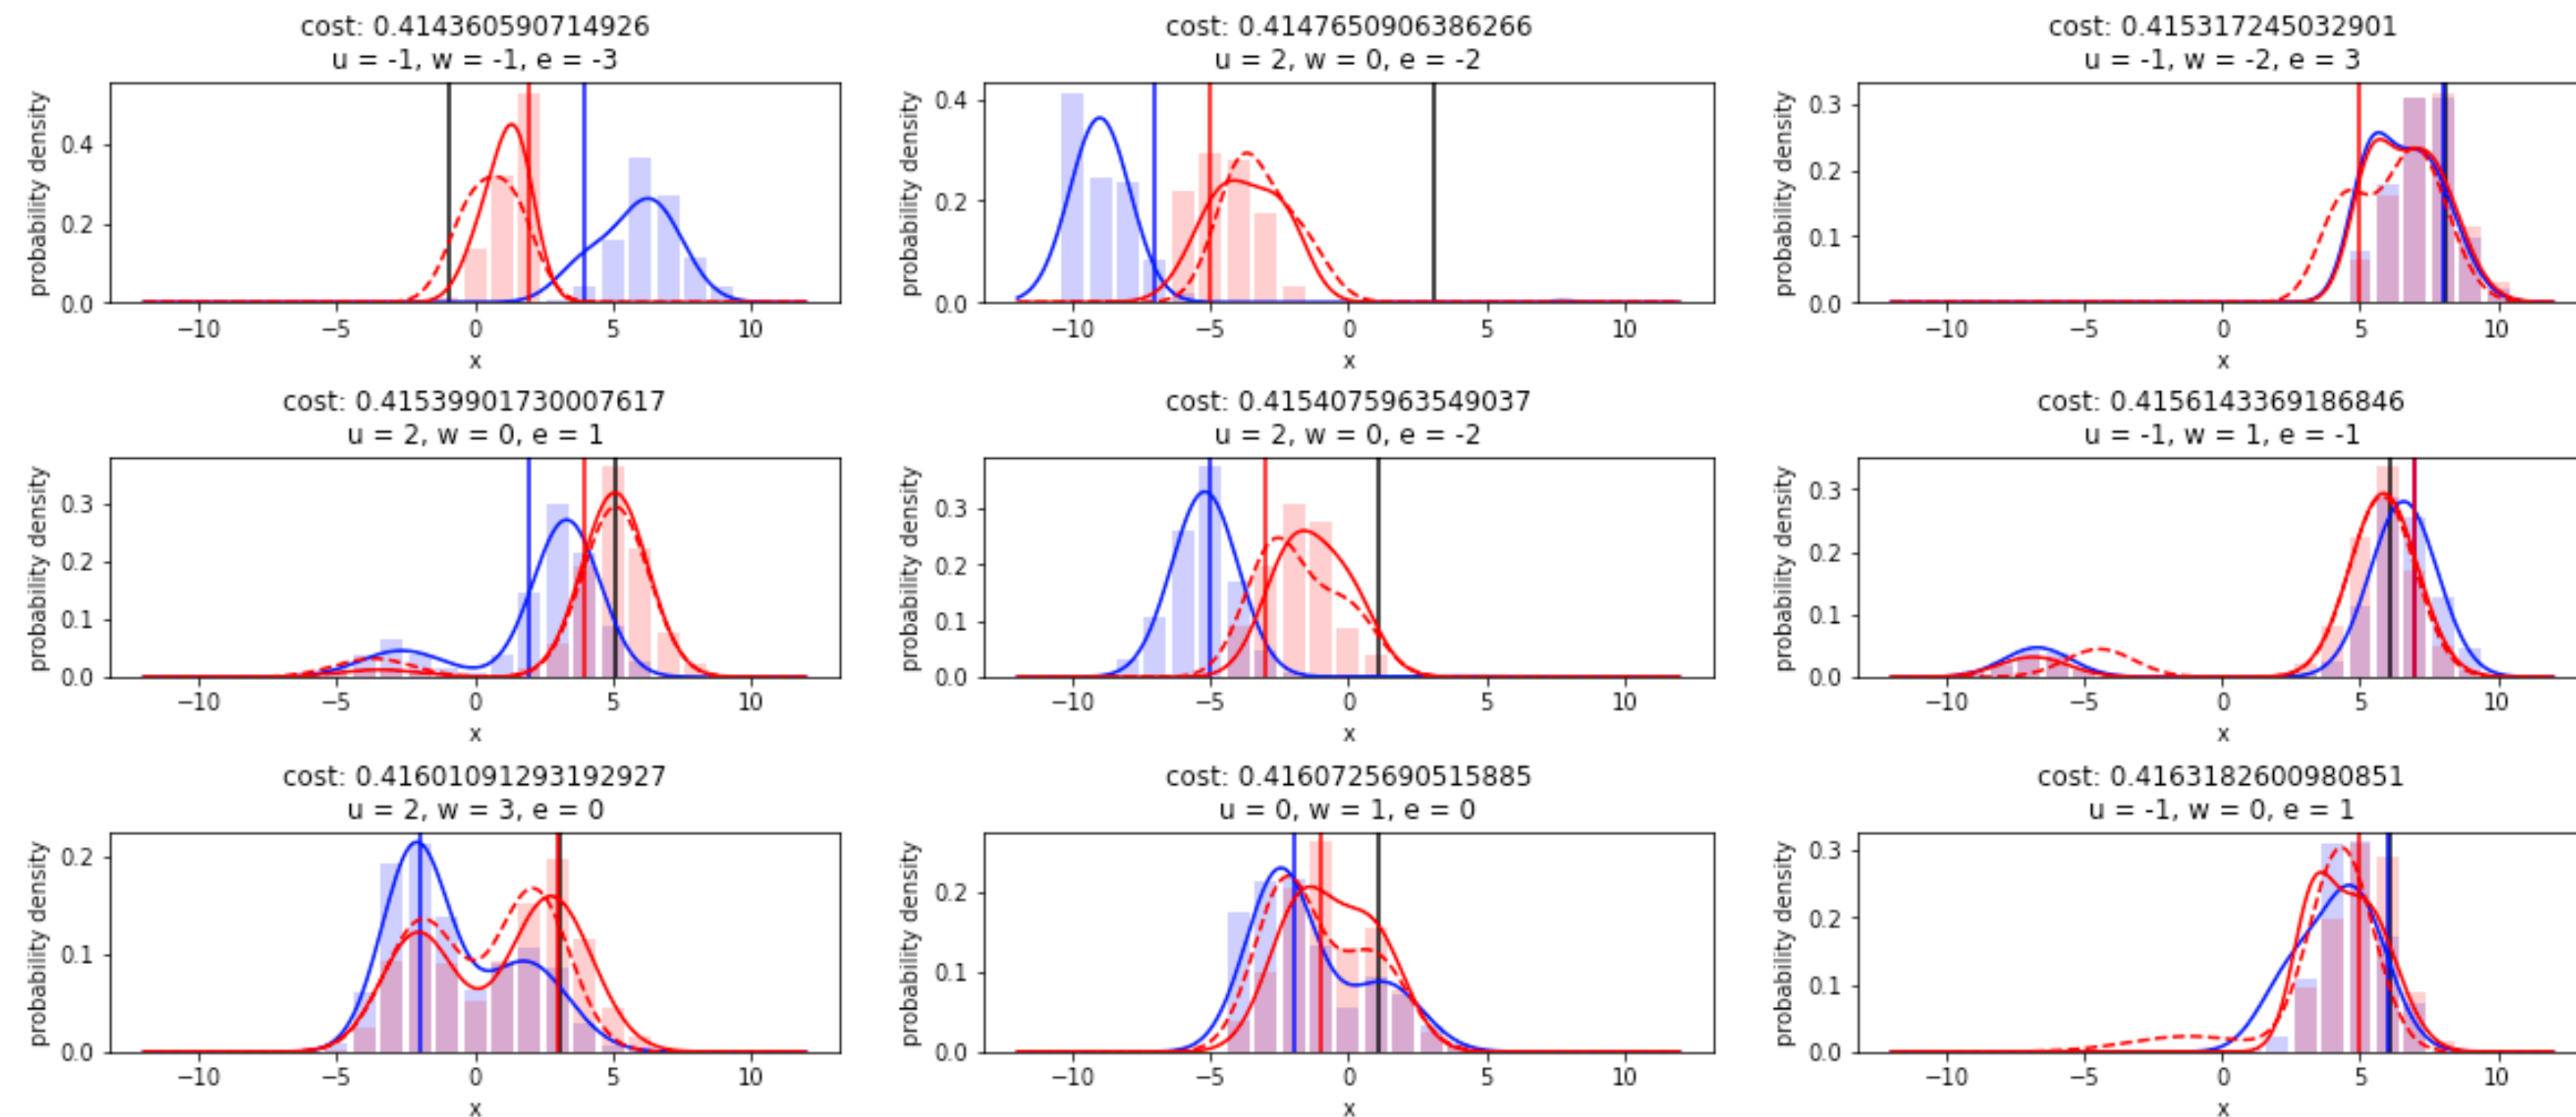 cost: 0.414360590714926
u = -1, w = -1, e = -3
probability density
0.4
0.2
0.0
−10 −5 0 5 10
x
cost: 0.4147650906386266
u = 2, w = 0, e = -2
probability density
0.4
0.2
0.0
−10 −5 0 5 10
x
cost: 0.415317245032901
u = -1, w = -2, e = 3
probability density
0.3
0.2
0.1
0.0
−10 −5 0 5 10
x
cost: 0.41539901730007617
u = 2, w = 0, e = 1
probability density
0.3
0.2
0.1
0.0
−10 −5 0 5 10
x
cost: 0.4154075963549037
u = 2, w = 0, e = -2
probability density
0.3
0.2
0.1
0.0
−10 −5 0 5 10
x
cost: 0.4156143369186846
u = -1, w = 1, e = -1
probability density
0.3
0.2
0.1
0.0
−10 −5 0 5 10
x
cost: 0.41601091293192927
u = 2, w = 3, e = 0
probability density
0.2
0.1
0.0
−10 −5 0 5 10
x
cost: 0.4160725690515885
u = 0, w = 1, e = 0
probability density
0.2
0.1
0.0
−10 −5 0 5 10
x
cost: 0.4163182600980851
u = -1, w = 0, e = 1
probability density
0.3
0.2
0.1
0.0
−10 −5 0 5 10
x